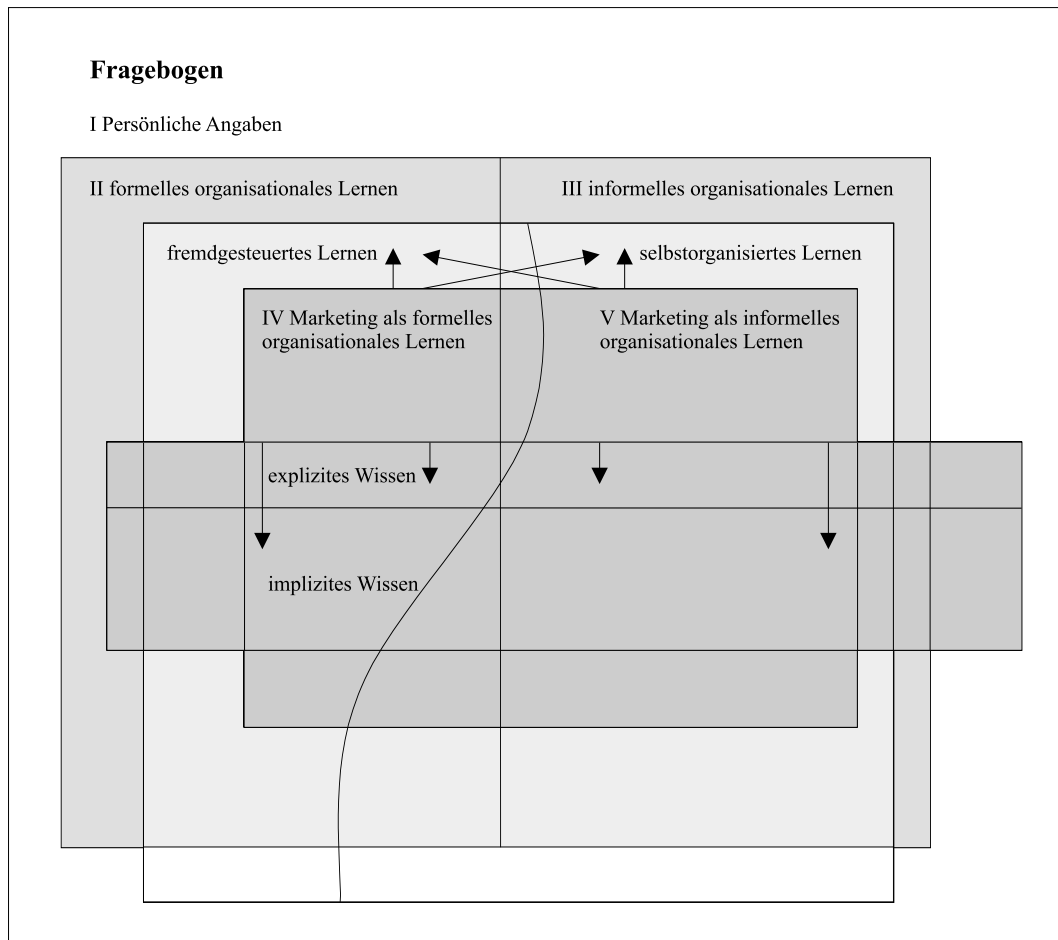 Fragebogen
I Persönliche Angaben
II formelles organisationales Lernen
III informelles organisationales Lernen
fremdgesteuertes Lernen
selbstorganisiertes Lernen
IV Marketing als formelles
organisationales Lernen
V Marketing als informelles
organisationales Lernen
explizites Wissen
implizites Wissen